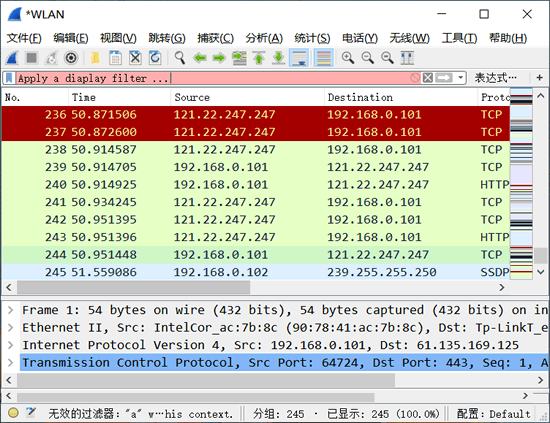 *WLAN
文件(F) 编辑(E) 视图(V) 跳转(G) 捕获(C) 分析(A) 统计(S) 电话(Y) 无线(W) 工具(T) 帮助(H)
Apply a diaplay filter ... 表达式… +
No. Time Source Destination Proto
236 50.871506 121.22.247.247 192.168.0.101 TCP
237 50.872600 121.22.247.247 192.168.0.101 TCP
238 50.914587 121.22.247.247 192.168.0.101 TCP
239 50.914705 192.168.0.101 121.22.247.247 TCP
240 50.914925 192.168.0.101 121.22.247.247 HTTP
241 50.934245 121.22.247.247 192.168.0.101 TCP
242 50.951395 121.22.247.247 192.168.0.101 TCP
243 50.951396 121.22.247.247 192.168.0.101 HTTP
244 50.951448 192.168.0.101 121.22.247.247 TCP
245 51.559086 192.168.0.102 239.255.255.250 SSDP
Frame 1: 54 bytes on wire (432 bits), 54 bytes captured (432 bits) on in
Ethernet II, Src: IntelCor_ac:7b:8c (90:78:41:ac:7b:8c), Dst: Tp-LinkT_e
Internet Protocol Version 4, Src: 192.168.0.101, Dst: 61.135.169.125
Transmission Control Protocol, Src Port: 64724, Dst Port: 443, Seq: 1, A
无效的过滤器: "a" w…his context. 分组: 245 · 已显示: 245 (100.0%) 配置: Default